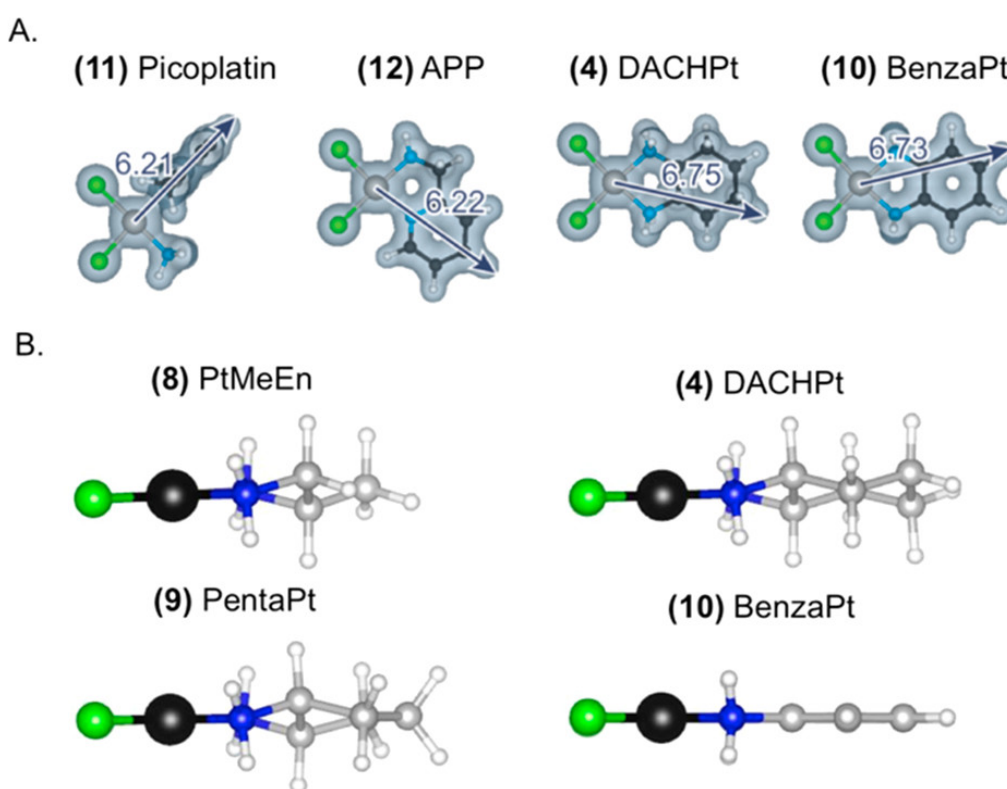 A.
(11) Picoplatin (12) APP (4) DACHPt (10) BenzaPt
6.21 6.22 6.75 6.73
B.
(8) PtMeEn (4) DACHPt
(9) PentaPt (10) BenzaPt